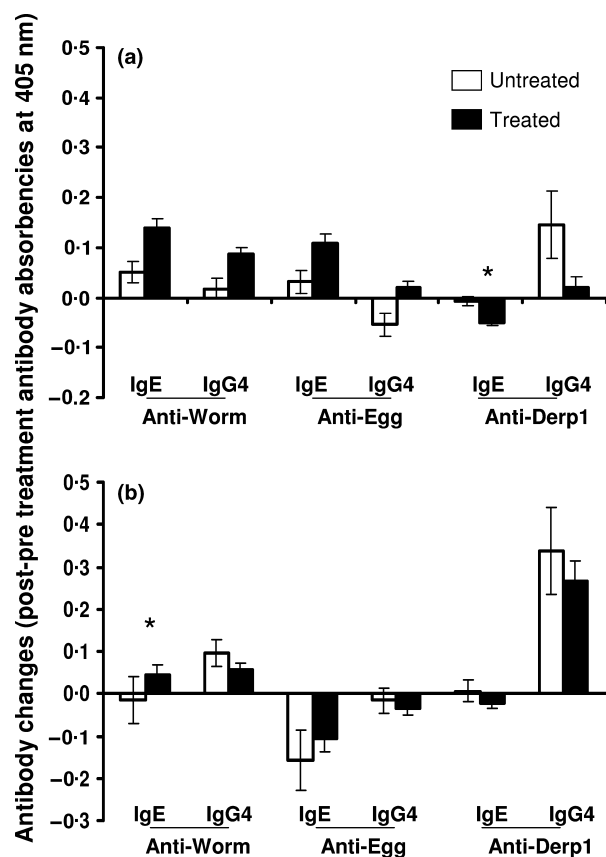 Antibody changes (post-pre treatment antibody absorbencies at 405 nm)
(a)
0·5
0·4
0·3
0·2
0·1
0·0
−0·1
−0·2
Untreated
Treated
*
IgE IgG4 IgE IgG4 IgE IgG4
Anti-Worm Anti-Egg Anti-Derp1
(b)
0·5
0·4
0·3
0·2
0·1
0·0
−0·1
−0·2
−0·3
*
IgE IgG4 IgE IgG4 IgE IgG4
Anti-Worm Anti-Egg Anti-Derp1